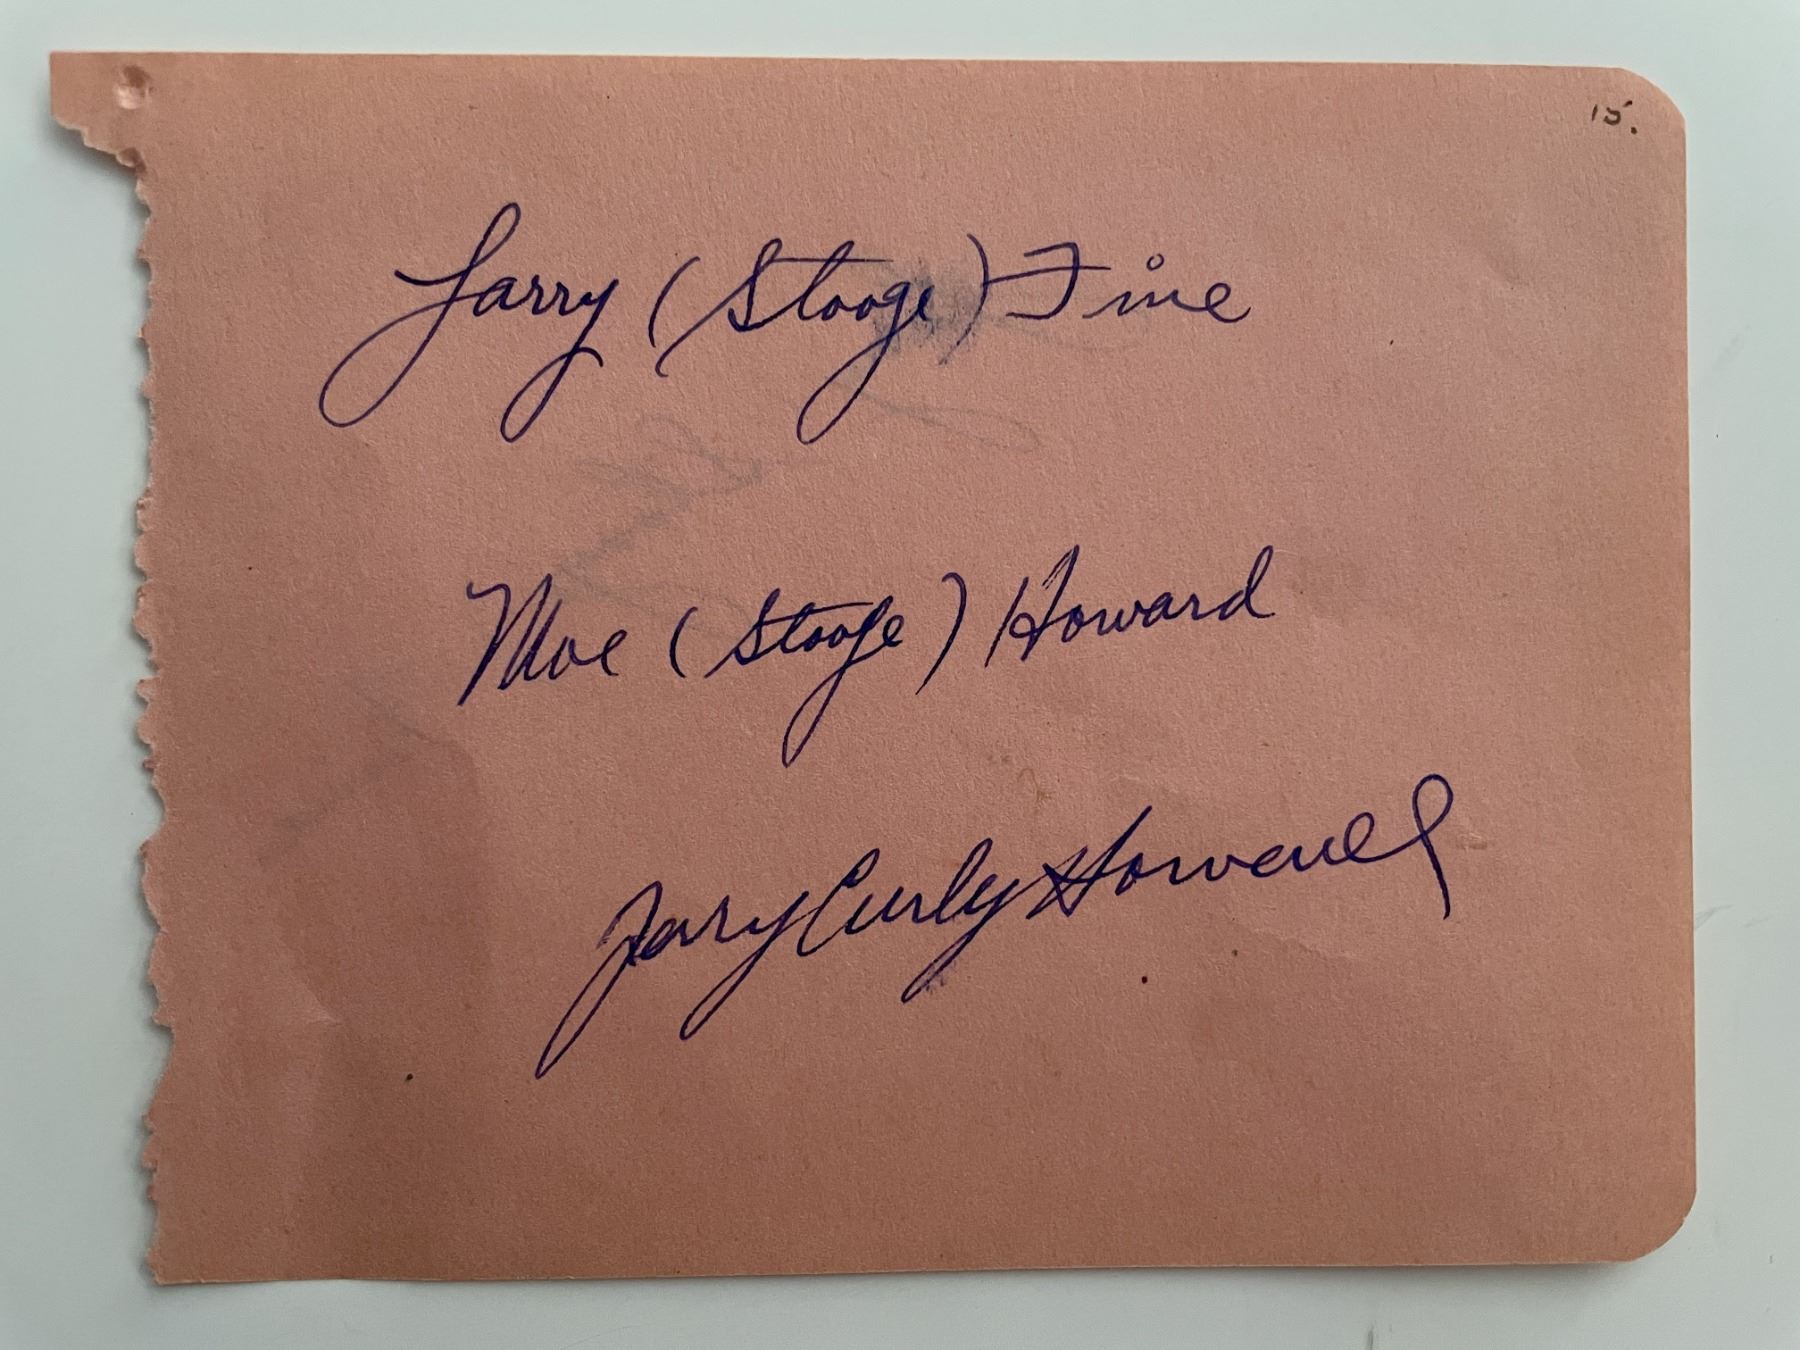 15.
Larry (Stooge) Fine
Moe (Stooge) Howard
Jerry Curly Howard